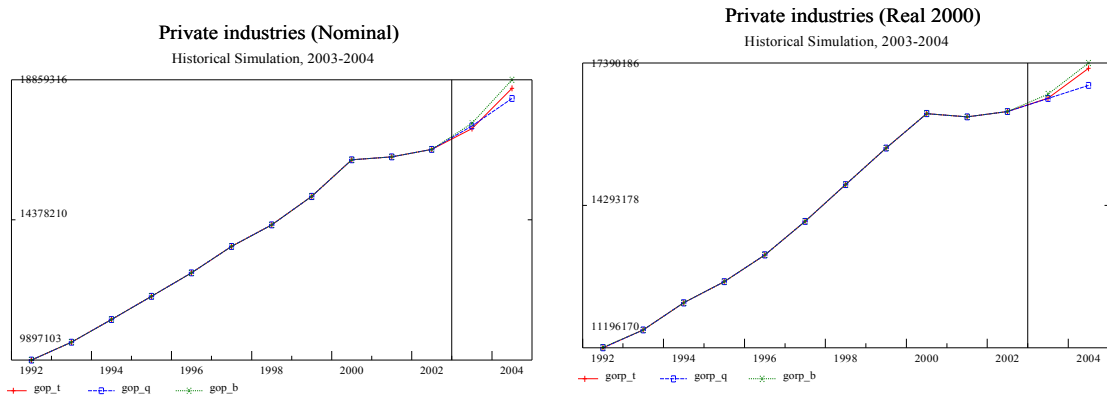 Private industries (Nominal)
Historical Simulation, 2003-2004
18859316
14378210
9897103
1992 1994 1996 1998 2000 2002 2004
gop_t gop_q gop_b
Private industries (Real 2000)
Historical Simulation, 2003-2004
17390186
14293178
11196170
1992 1994 1996 1998 2000 2002 2004
gorp_t gorp_q gorp_b